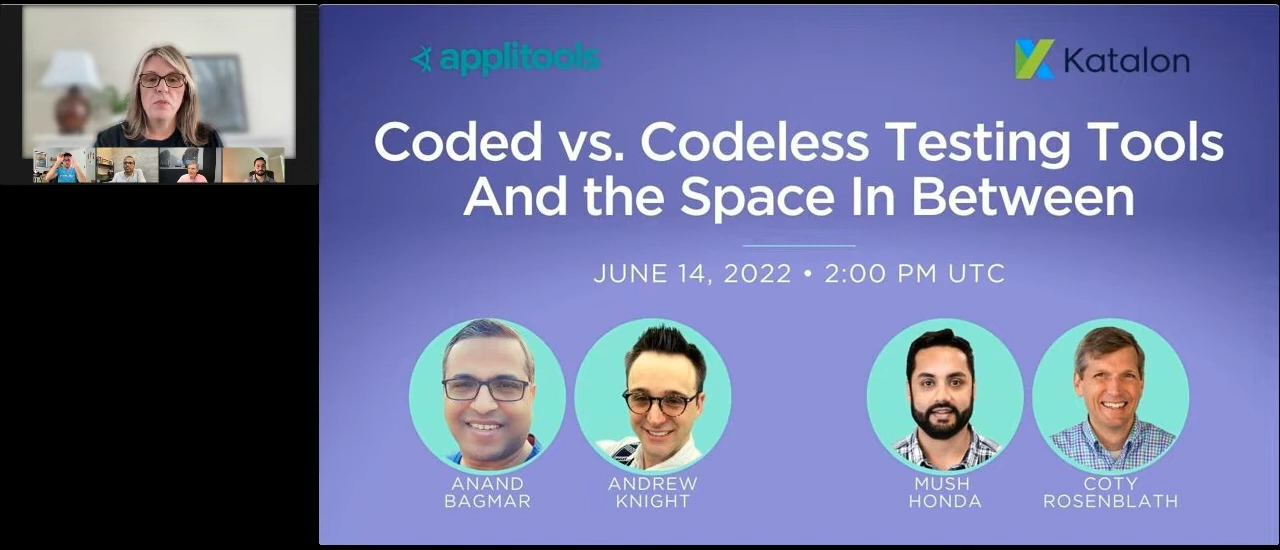 applitools
Katalon
Coded vs. Codeless Testing Tools
And the Space In Between
JUNE 14, 2022 • 2:00 PM UTC
ANAND
BAGMAR
ANDREW
KNIGHT
MUSH
HONDA
COTY
ROSENBLATH